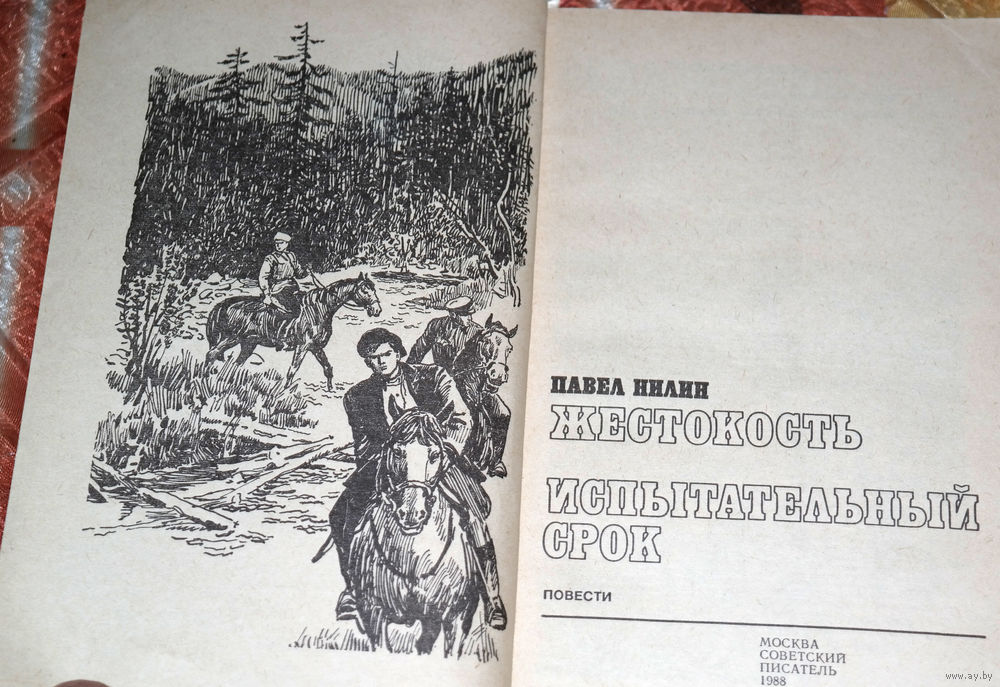 ПАВЕЛ НИЛИН
ЖЕСТОКОСТЬ
ИСПЫТАТЕЛЬНЫЙ
СРОК
ПОВЕСТИ
МОСКВА
СОВЕТСКИЙ
ПИСАТЕЛЬ
1988
www.ay.by